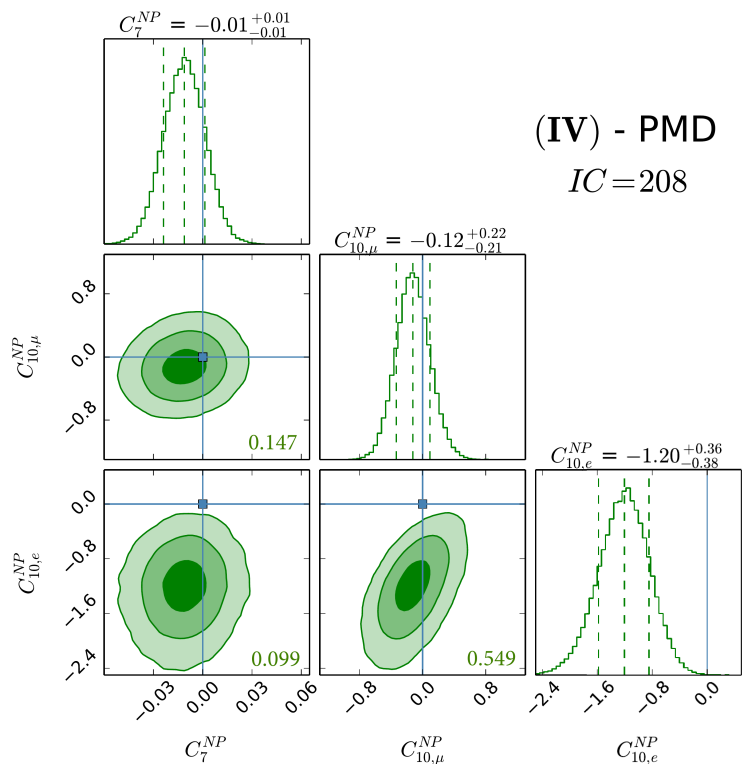 C_7^{NP} = −0.01^{+0.01}_{−0.01}
(IV) - PMD
IC=208
C_{10,μ}^{NP} = −0.12^{+0.22}_{−0.21}
0.8
0.0
−0.8
C_{10,μ}^{NP}
0.147
C_{10,e}^{NP} = −1.20^{+0.36}_{−0.38}
0.0
−0.8
−1.6
−2.4
C_{10,e}^{NP}
0.099
0.549
−0.03 0.00 0.03 0.06
−0.8 0.0 0.8
−2.4 −1.6 −0.8 0.0
C_7^{NP}
C_{10,μ}^{NP}
C_{10,e}^{NP}